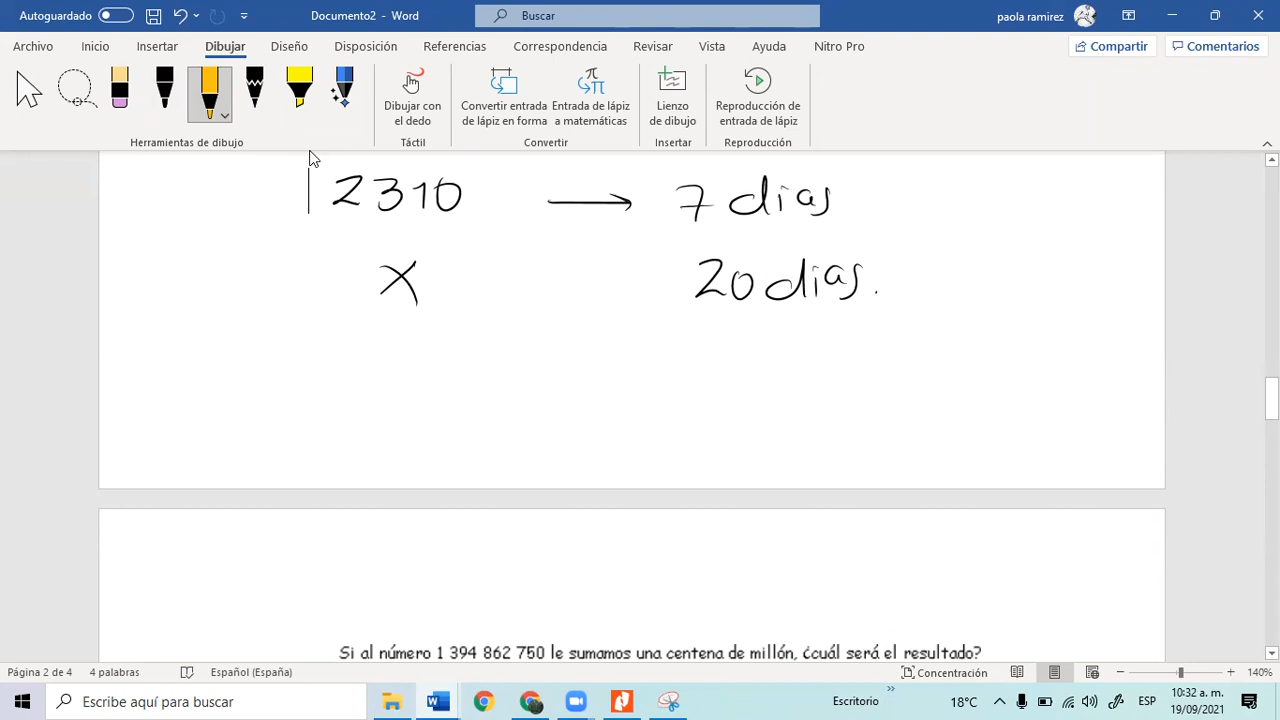 Autoguardado Documento2 - Word Buscar paola ramirez
Archivo Inicio Insertar Dibujar Diseño Disposición Referencias Correspondencia Revisar Vista Ayuda Nitro Pro Compartir Comentarios
Dibujar con el dedo
Convertir entrada de lápiz en forma
Entrada de lápiz a matemáticas
Lienzo de dibujo
Reproducción de entrada de lápiz
Herramientas de dibujo Táctil Convertir Insertar Reproducción
2310 → 7 dias
X 20 dias.
Si al número 1 394 862 750 le sumamos una centena de millón, ¿cuál será el resultado?
Página 2 de 4 4 palabras Español (España) Concentración 140%
Escribe aquí para buscar Escritorio » 18°C ESP 10:32 a. m.
19/09/2021